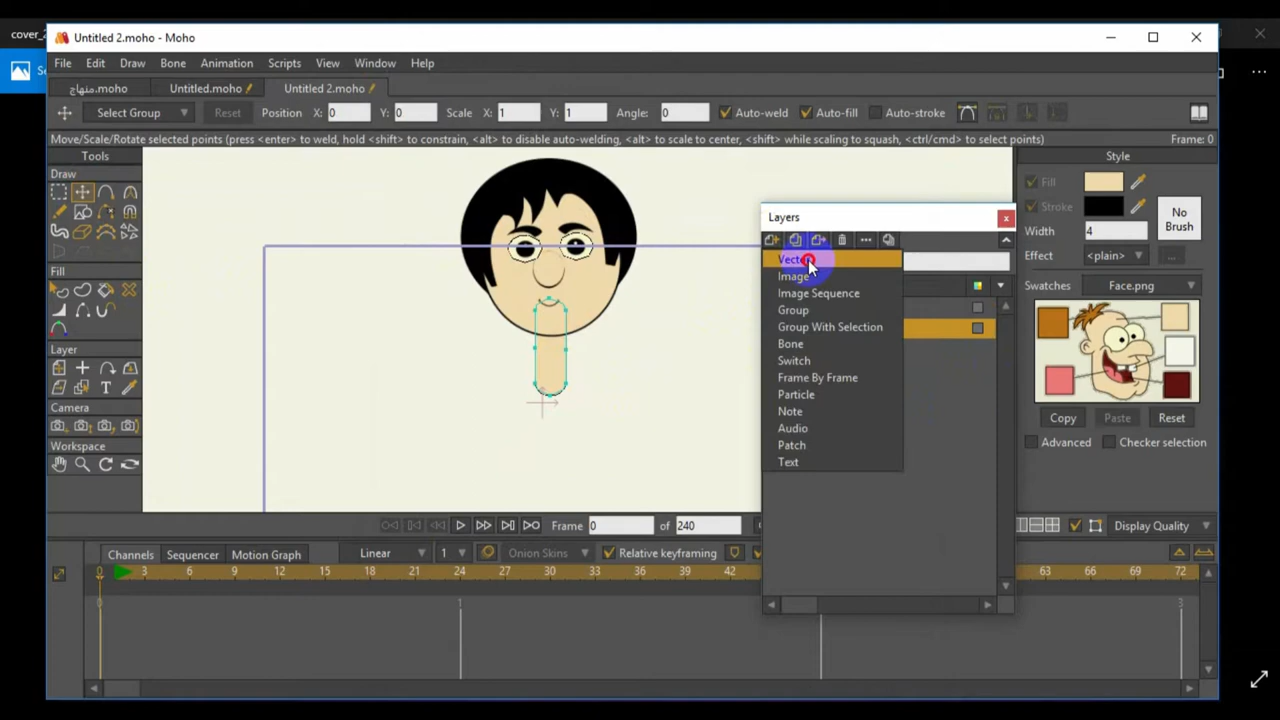 cover_2
Untitled 2.moho - Moho
File Edit Draw Bone Animation Scripts View Window Help
منهاج.moho Untitled.moho Untitled 2.moho
Select Group Reset Position X: 0 Y: 0 Scale X: 1 Y: 1 Angle: 0 Auto-weld Auto-fill Auto-stroke
Move/Scale/Rotate selected points (press <enter> to weld, hold <shift> to constrain, <alt> to disable auto-welding, <alt> to scale to center, <shift> while scaling to squash, <ctrl/cmd> to select points) Frame: 0
Tools
Draw
Fill
Layer
Camera
Workspace
Layers
Image
Image Sequence
Group
Group With Selection
Bone
Switch
Frame By Frame
Particle
Note
Audio
Patch
Text
Style
Fill
Stroke
No Brush
Width 4
Effect <plain> ...
Swatches Face.png
Copy Paste Reset
Advanced Checker selection
Frame 0 of 240 Display Quality
Channels Sequencer Motion Graph Linear 1 Onion Skins Relative keyframing
0 3 6 9 12 15 18 21 24 27 30 33 36 39 42 63 66 69 72
0 1 3